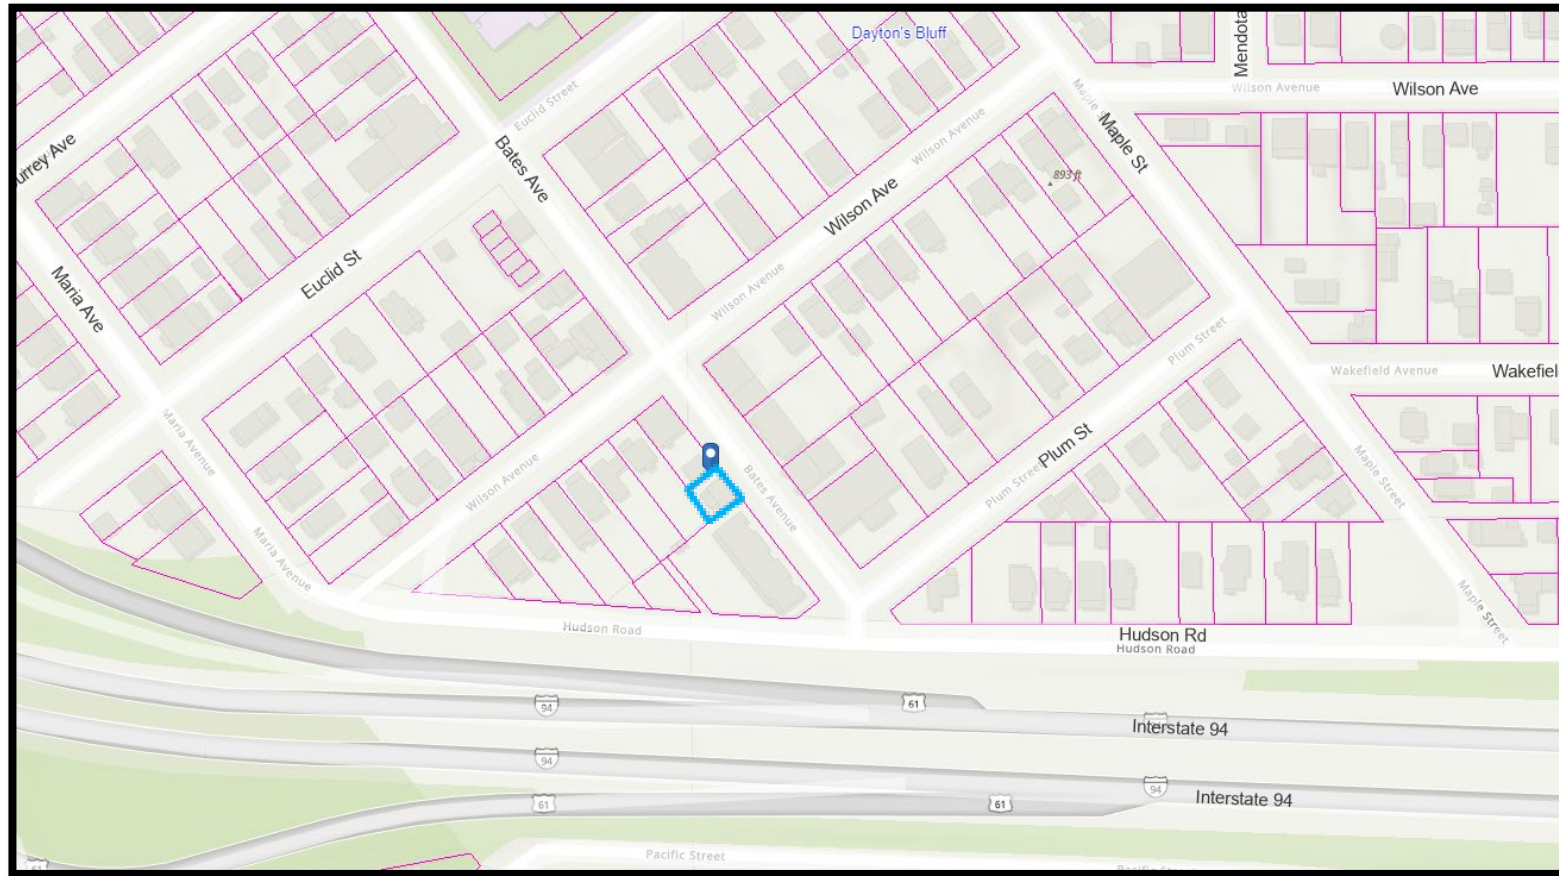 Dayton's Bluff
Mendota
Wilson Avenue
Wilson Ave
Euclid Street
Maple St
Wilson Avenue
893 ft
Bates Ave
Wilson Ave
Euclid St
Maria Ave
Wilson Avenue
Plum Street
Wakefield Avenue
Maria Avenue
Plum St
Wilson Avenue
Bates Avenue
Plum Street
Maple Street
Maria Avenue
Maple Street
Hudson Road
Hudson Rd
Hudson Road
94
61
Interstate 94
94
94
61
61
Interstate 94
Pacific Street